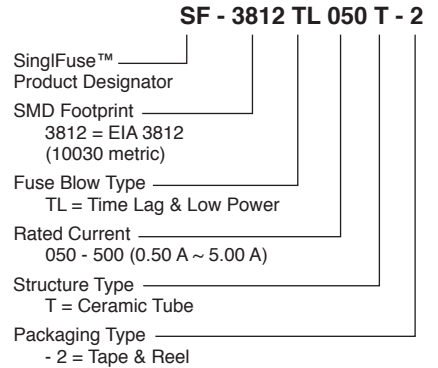 SF - 3812 TL 050 T - 2
SinglFuse™
Product Designator
SMD Footprint
3812 = EIA 3812
(10030 metric)
Fuse Blow Type
TL = Time Lag & Low Power
Rated Current
050 - 500 (0.50 A ~ 5.00 A)
Structure Type
T = Ceramic Tube
Packaging Type
- 2 = Tape & Reel